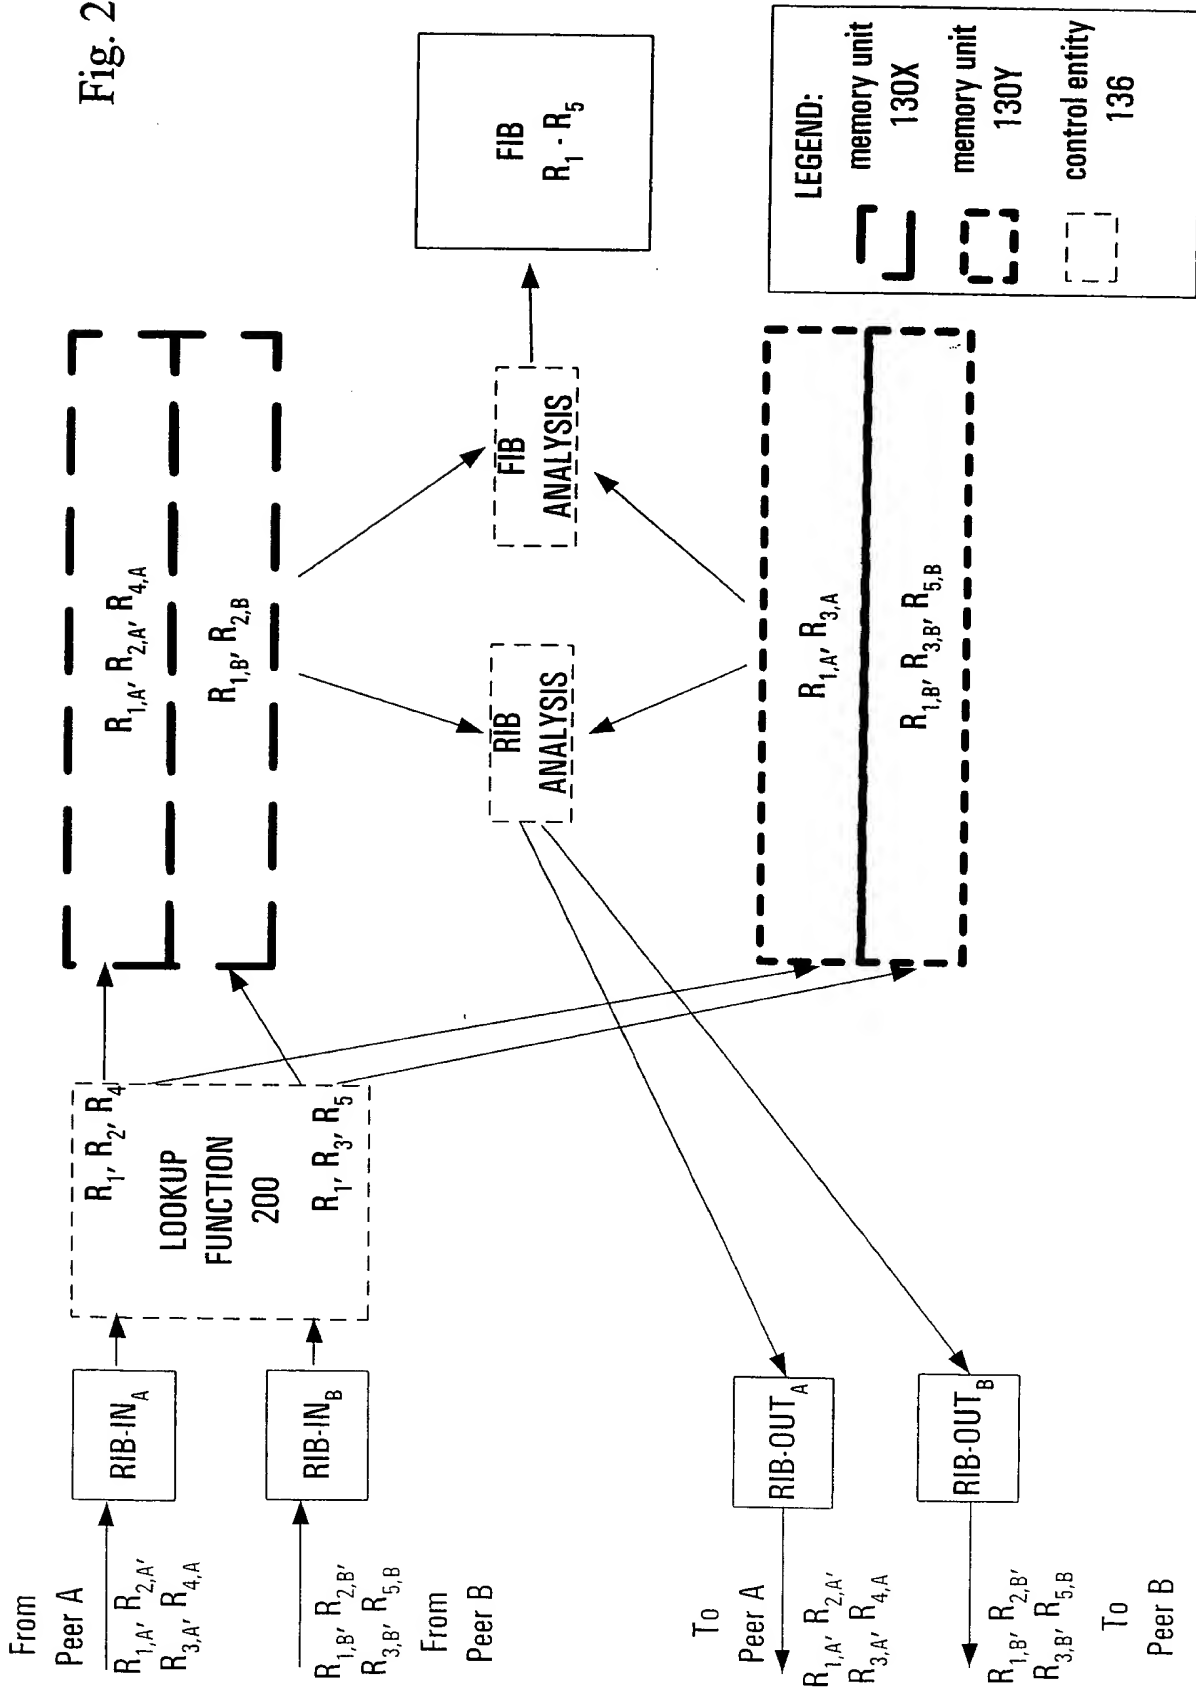 Fig. 2
From
Peer A
R1,A, R2,A,
R3,A, R4,A
RIB-INA
R1,B, R2,B,
R3,B, R5,B
From
Peer B
RIB-INB
R1, R2, R4
LOOKUP
FUNCTION
200
R1, R3, R5
R1,A, R2,A, R4,A
R1,B, R2,B
RIB
ANALYSIS
FIB
ANALYSIS
FIB
R1 - R5
R1,A, R3,A
R1,B, R3,B, R5,B
To
Peer A
R1,A, R2,A,
R3,A, R4,A
RIB-OUTA
R1,B, R2,B,
R3,B, R5,B
To
Peer B
RIB-OUTB
LEGEND:
memory unit
130X
memory unit
130Y
control entity
136